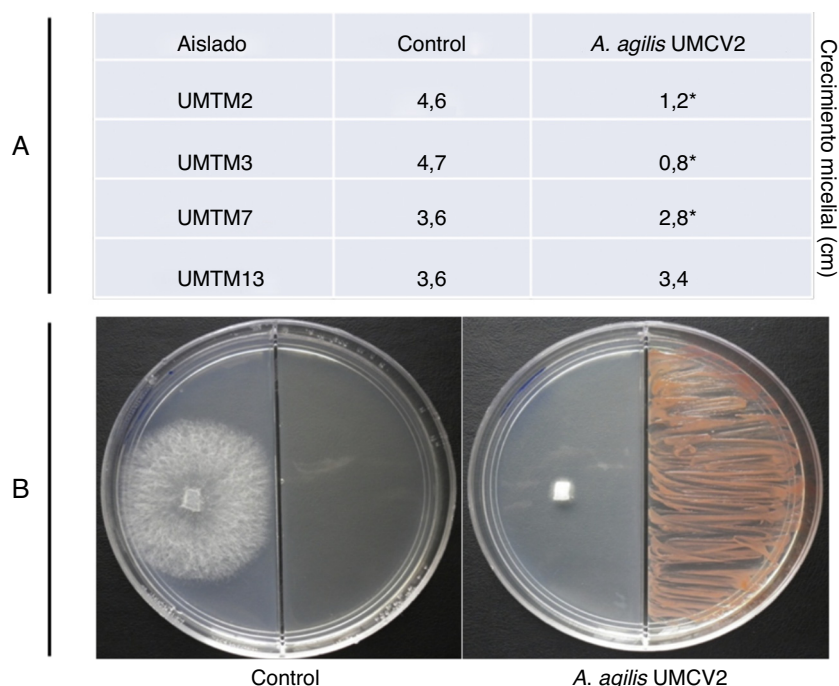 A
Aislado Control A. agilis UMCV2
UMTM2 4,6 1,2*
UMTM3 4,7 0,8*
UMTM7 3,6 2,8*
UMTM13 3,6 3,4
Crecimiento micelial (cm)
B
Control A. agilis UMCV2